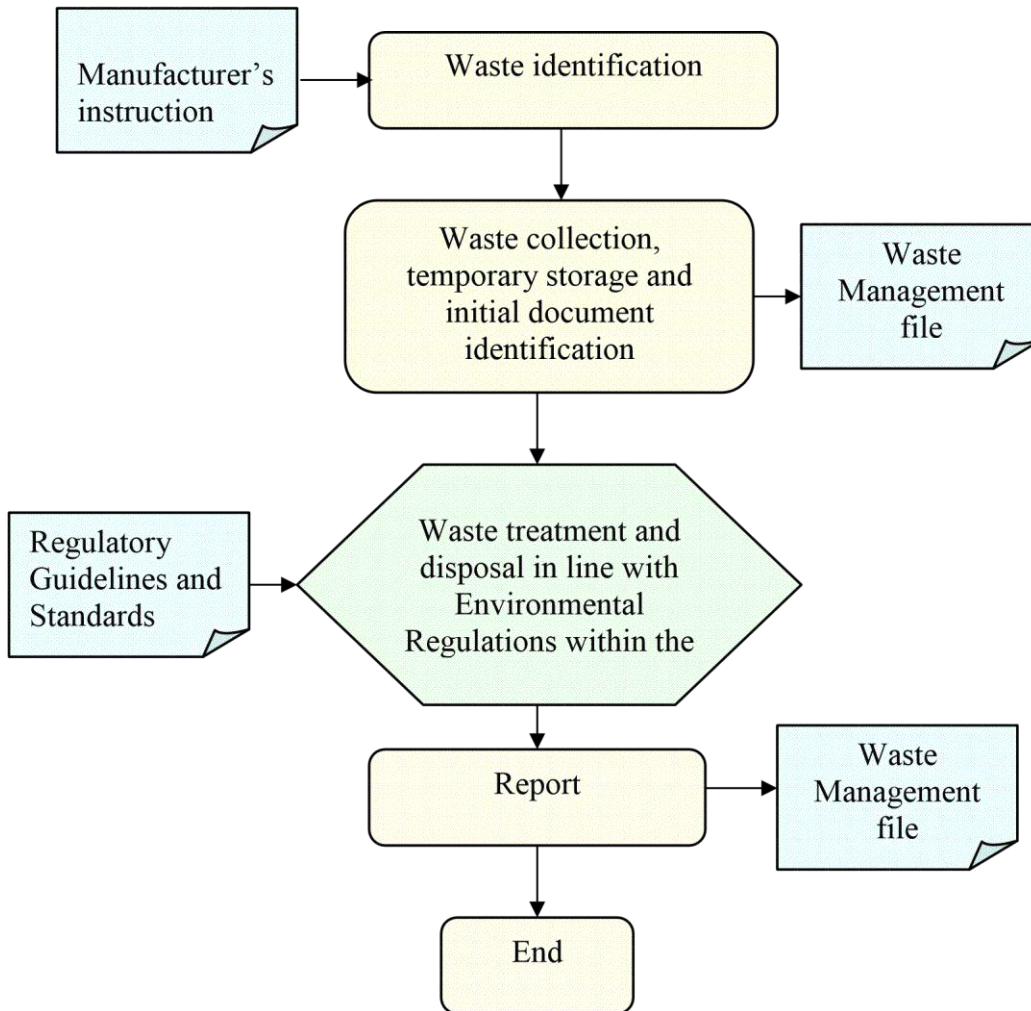 Manufacturer’s
instruction
Waste identification
Waste collection,
temporary storage and
initial document
identification
Waste
Management
file
Regulatory
Guidelines and
Standards
Waste treatment and
disposal in line with
Environmental
Regulations within the
Report
Waste
Management
file
End